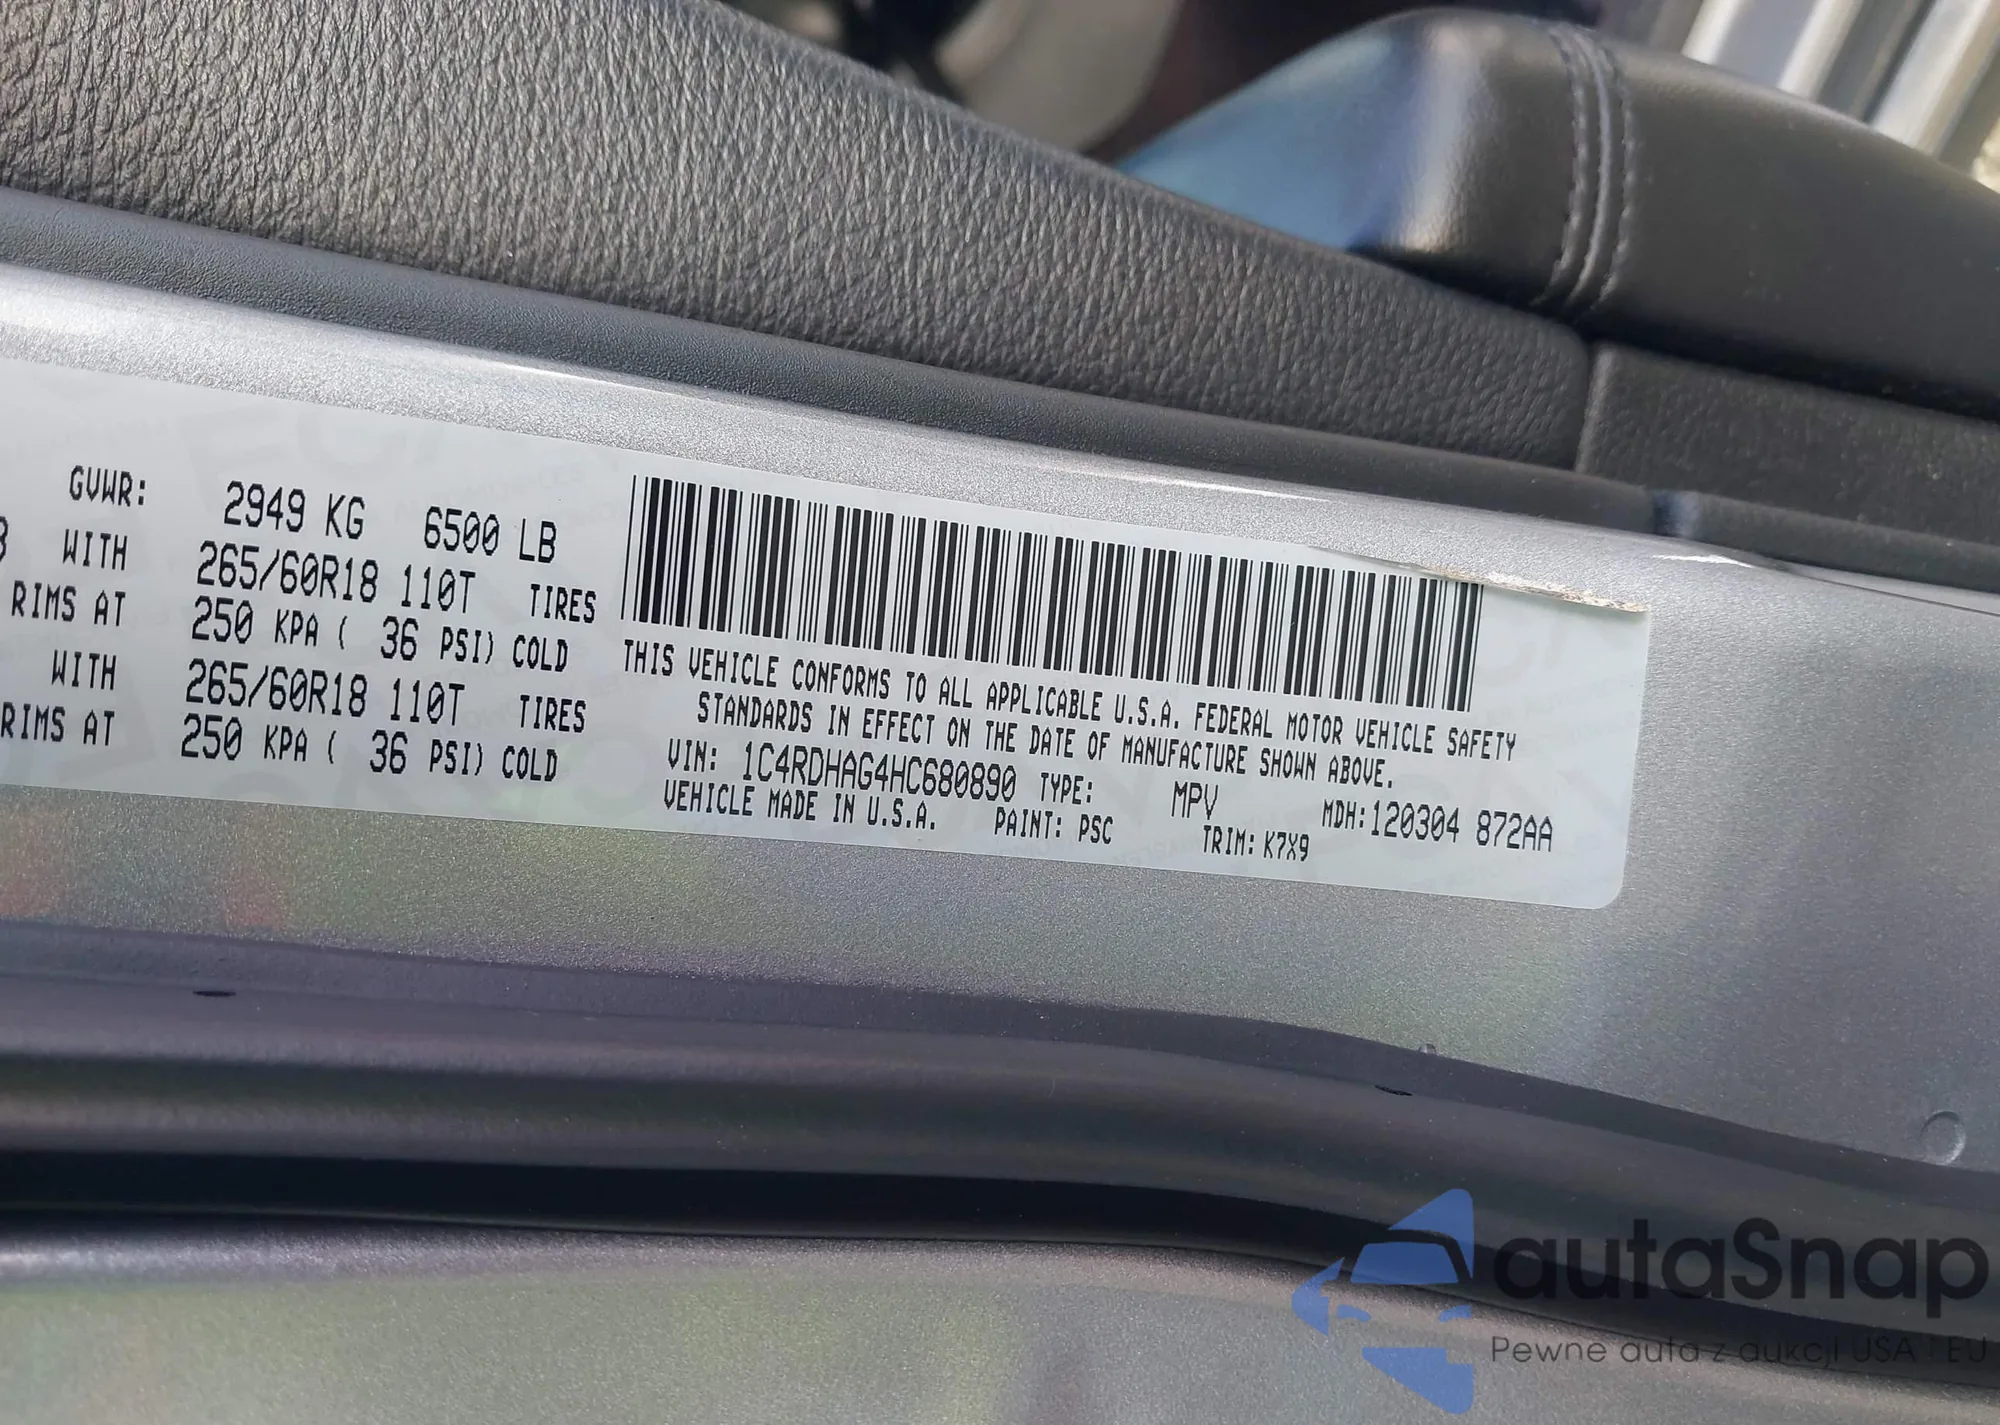 GVWR: 2949 KG 6500 LB
WITH 265/60R18 110T TIRES
RIMS AT 250 KPA ( 36 PSI) COLD
WITH 265/60R18 110T TIRES
RIMS AT 250 KPA ( 36 PSI) COLD
THIS VEHICLE CONFORMS TO ALL APPLICABLE U.S.A. FEDERAL MOTOR VEHICLE SAFETY
STANDARDS IN EFFECT ON THE DATE OF MANUFACTURE SHOWN ABOVE.
VIN: 1C4RDHAG4HC680890 TYPE: MPV MDH:120304 872AA
VEHICLE MADE IN U.S.A. PAINT: PSC TRIM: K7X9
autaSnap
Pewne auta z aukcji USA i EU